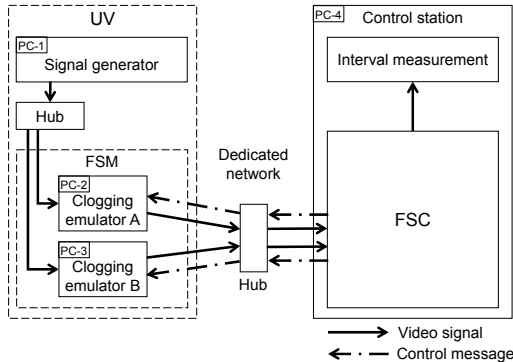 UV
PC-1
Signal generator
Hub
FSM
PC-2
Clogging
emulator A
PC-3
Clogging
emulator B
Dedicated
network
Hub
PC-4
Control station
Interval measurement
FSC
Video signal
Control message